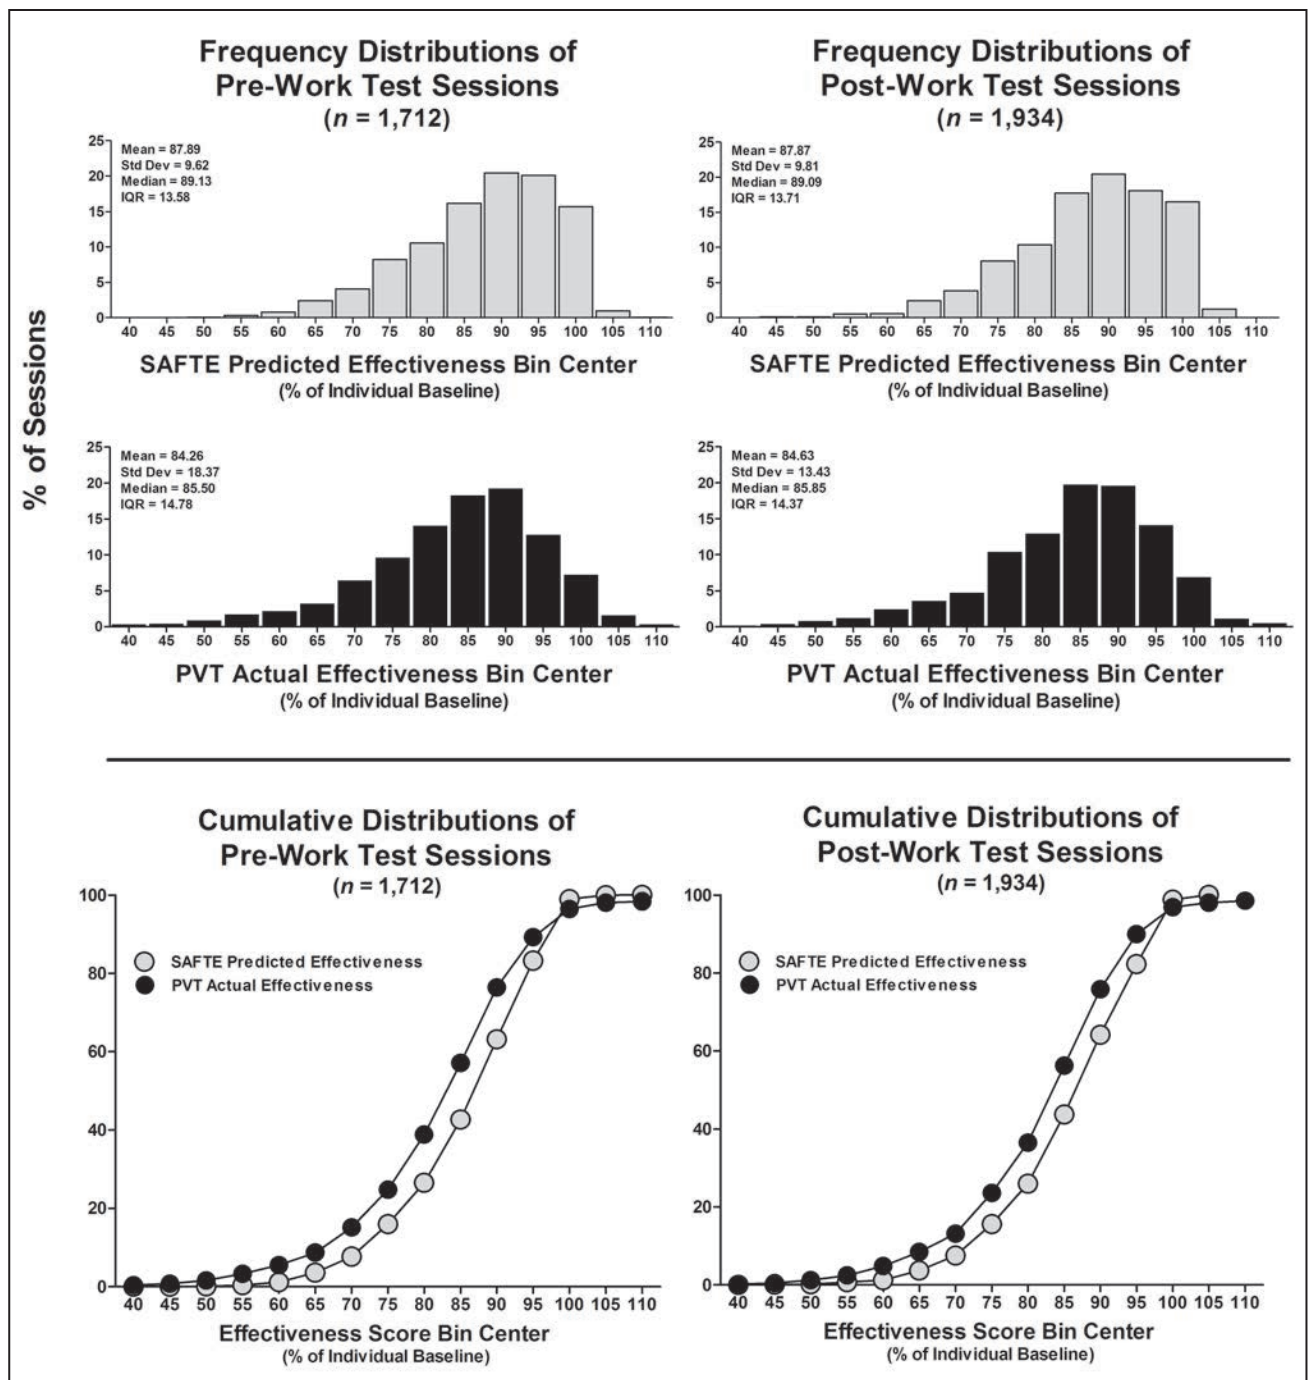 Frequency Distributions of
Pre-Work Test Sessions
(n = 1,712)
Mean = 87.89
Std Dev = 9.62
Median = 89.13
IQR = 13.58
25
20
15
10
5
0
40 45 50 55 60 65 70 75 80 85 90 95 100 105 110
SAFTE Predicted Effectiveness Bin Center
(% of Individual Baseline)
Frequency Distributions of
Post-Work Test Sessions
(n = 1,934)
Mean = 87.87
Std Dev = 9.81
Median = 89.09
IQR = 13.71
25
20
15
10
5
0
40 45 50 55 60 65 70 75 80 85 90 95 100 105 110
SAFTE Predicted Effectiveness Bin Center
(% of Individual Baseline)
% of Sessions
Mean = 84.26
Std Dev = 18.37
Median = 85.50
IQR = 14.78
25
20
15
10
5
0
40 45 50 55 60 65 70 75 80 85 90 95 100 105 110
PVT Actual Effectiveness Bin Center
(% of Individual Baseline)
Mean = 84.63
Std Dev = 13.43
Median = 85.85
IQR = 14.37
25
20
15
10
5
0
40 45 50 55 60 65 70 75 80 85 90 95 100 105 110
PVT Actual Effectiveness Bin Center
(% of Individual Baseline)
Cumulative Distributions of
Pre-Work Test Sessions
(n = 1,712)
SAFTE Predicted Effectiveness
PVT Actual Effectiveness
100
80
60
40
20
0
40 45 50 55 60 65 70 75 80 85 90 95 100 105 110
Effectiveness Score Bin Center
(% of Individual Baseline)
Cumulative Distributions of
Post-Work Test Sessions
(n = 1,934)
SAFTE Predicted Effectiveness
PVT Actual Effectiveness
100
80
60
40
20
0
40 45 50 55 60 65 70 75 80 85 90 95 100 105 110
Effectiveness Score Bin Center
(% of Individual Baseline)